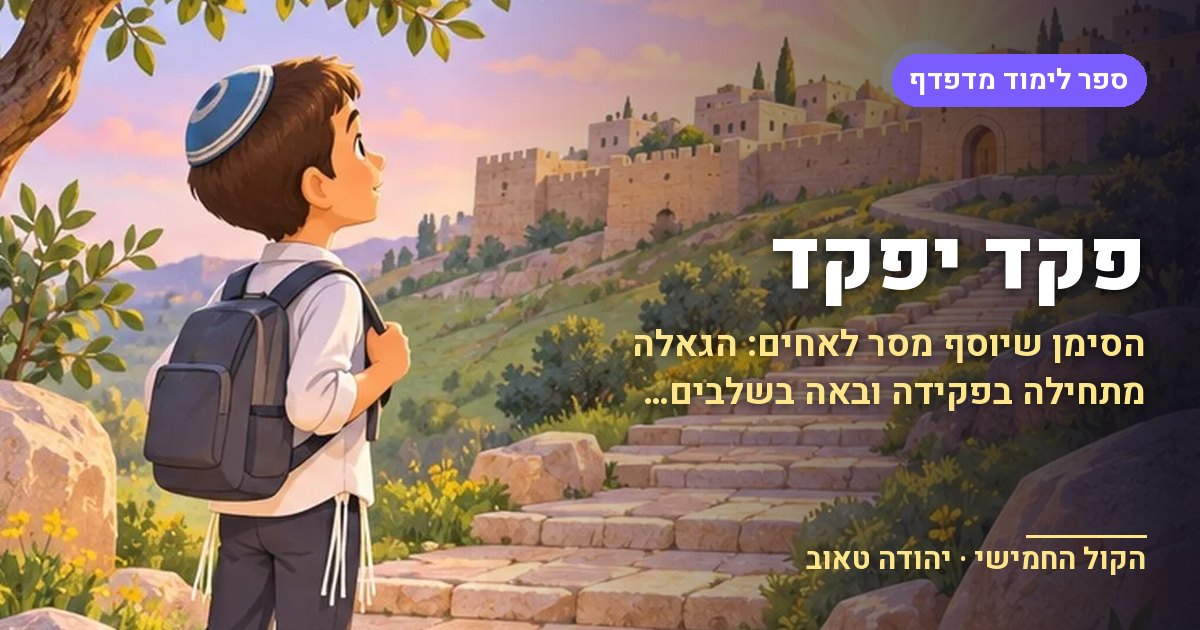 ספר לימוד מדפדף
פקד יפקד
הסימן שיוסף מסר לאחים: הגאלה
מתחילה בפקידה ובאה בשלבים...
הקול החמישי · יהודה טאוב